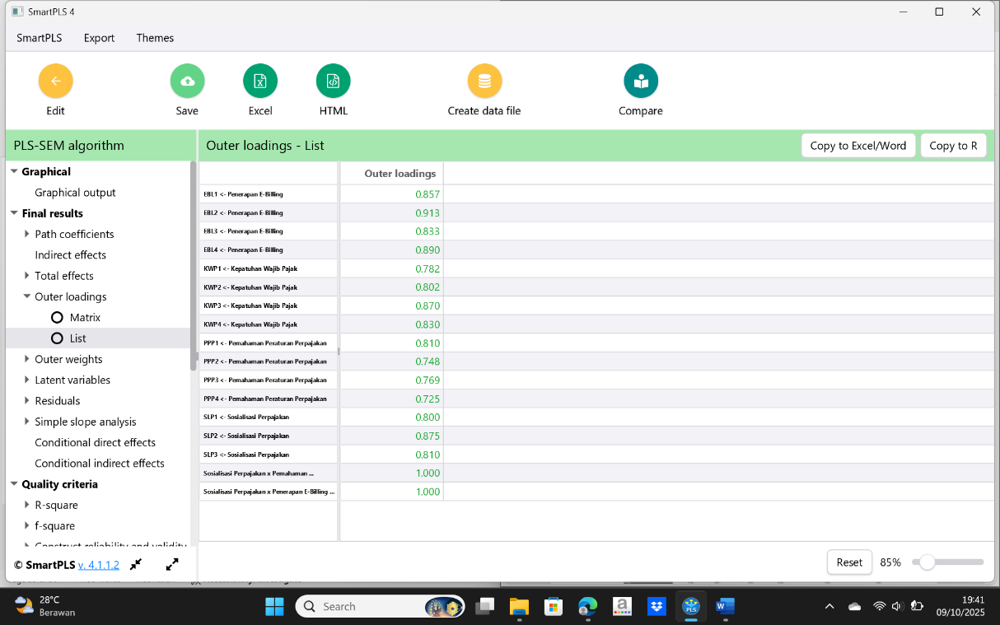 SmartPLS 4
SmartPLS Export Themes
Edit Save Excel HTML Create data file Compare
PLS-SEM algorithm
Outer loadings - List
Copy to Excel/Word Copy to R
Graphical
Graphical output
Final results
Path coefficients
Indirect effects
Total effects
Outer loadings
Matrix
List
Outer weights
Latent variables
Residuals
Simple slope analysis
Conditional direct effects
Conditional indirect effects
Quality criteria
R-square
f-square
Construct reliability and validity
© SmartPLS v. 4.1.1.2
Outer loadings
EBL1 <- Penerapan E-Billing 0.857
EBL2 <- Penerapan E-Billing 0.913
EBL3 <- Penerapan E-Billing 0.833
EBL4 <- Penerapan E-Billing 0.890
KWP1 <- Kepatuhan Wajib Pajak 0.782
KWP2 <- Kepatuhan Wajib Pajak 0.802
KWP3 <- Kepatuhan Wajib Pajak 0.870
KWP4 <- Kepatuhan Wajib Pajak 0.830
PPP1 <- Pemahaman Peraturan Perpajakan 0.810
PPP2 <- Pemahaman Peraturan Perpajakan 0.748
PPP3 <- Pemahaman Peraturan Perpajakan 0.769
PPP4 <- Pemahaman Peraturan Perpajakan 0.725
SLP1 <- Sosialisasi Perpajakan 0.800
SLP2 <- Sosialisasi Perpajakan 0.875
SLP3 <- Sosialisasi Perpajakan 0.810
Sosialisasi Perpajakan x Pemahaman ... 1.000
Sosialisasi Perpajakan x Penerapan E-Billing ... 1.000
Reset 85%
28°C
Berawan
Search
19:41
09/10/2025